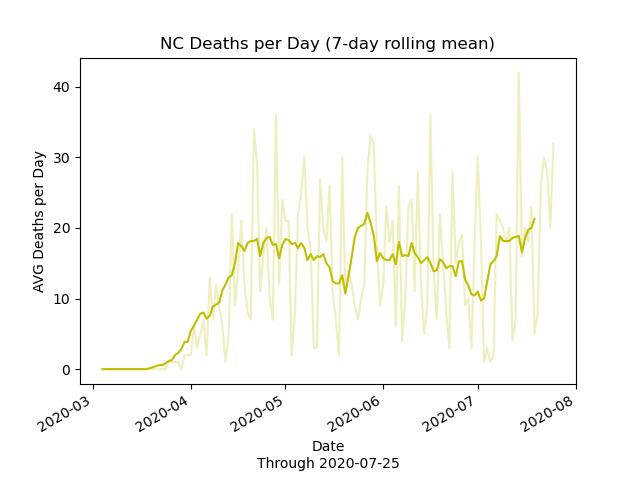 NC Deaths per Day (7-day rolling mean)
40
30
20
10
0
AVG Deaths per Day
2020-03
2020-04
2020-05
2020-06
2020-07
2020-08
Date
Through 2020-07-25